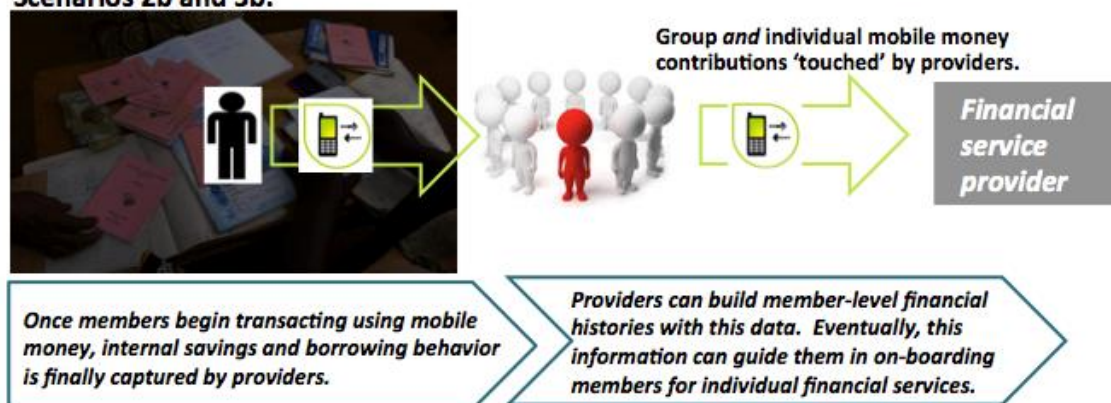 Scenarios 2b and 3b:
Group and individual mobile money
contributions ‘touched’ by providers.
Financial
service
provider
Once members begin transacting using mobile
money, internal savings and borrowing behavior
is finally captured by providers.
Providers can build member-level financial
histories with this data.  Eventually, this
information can guide them in on-boarding
members for individual financial services.